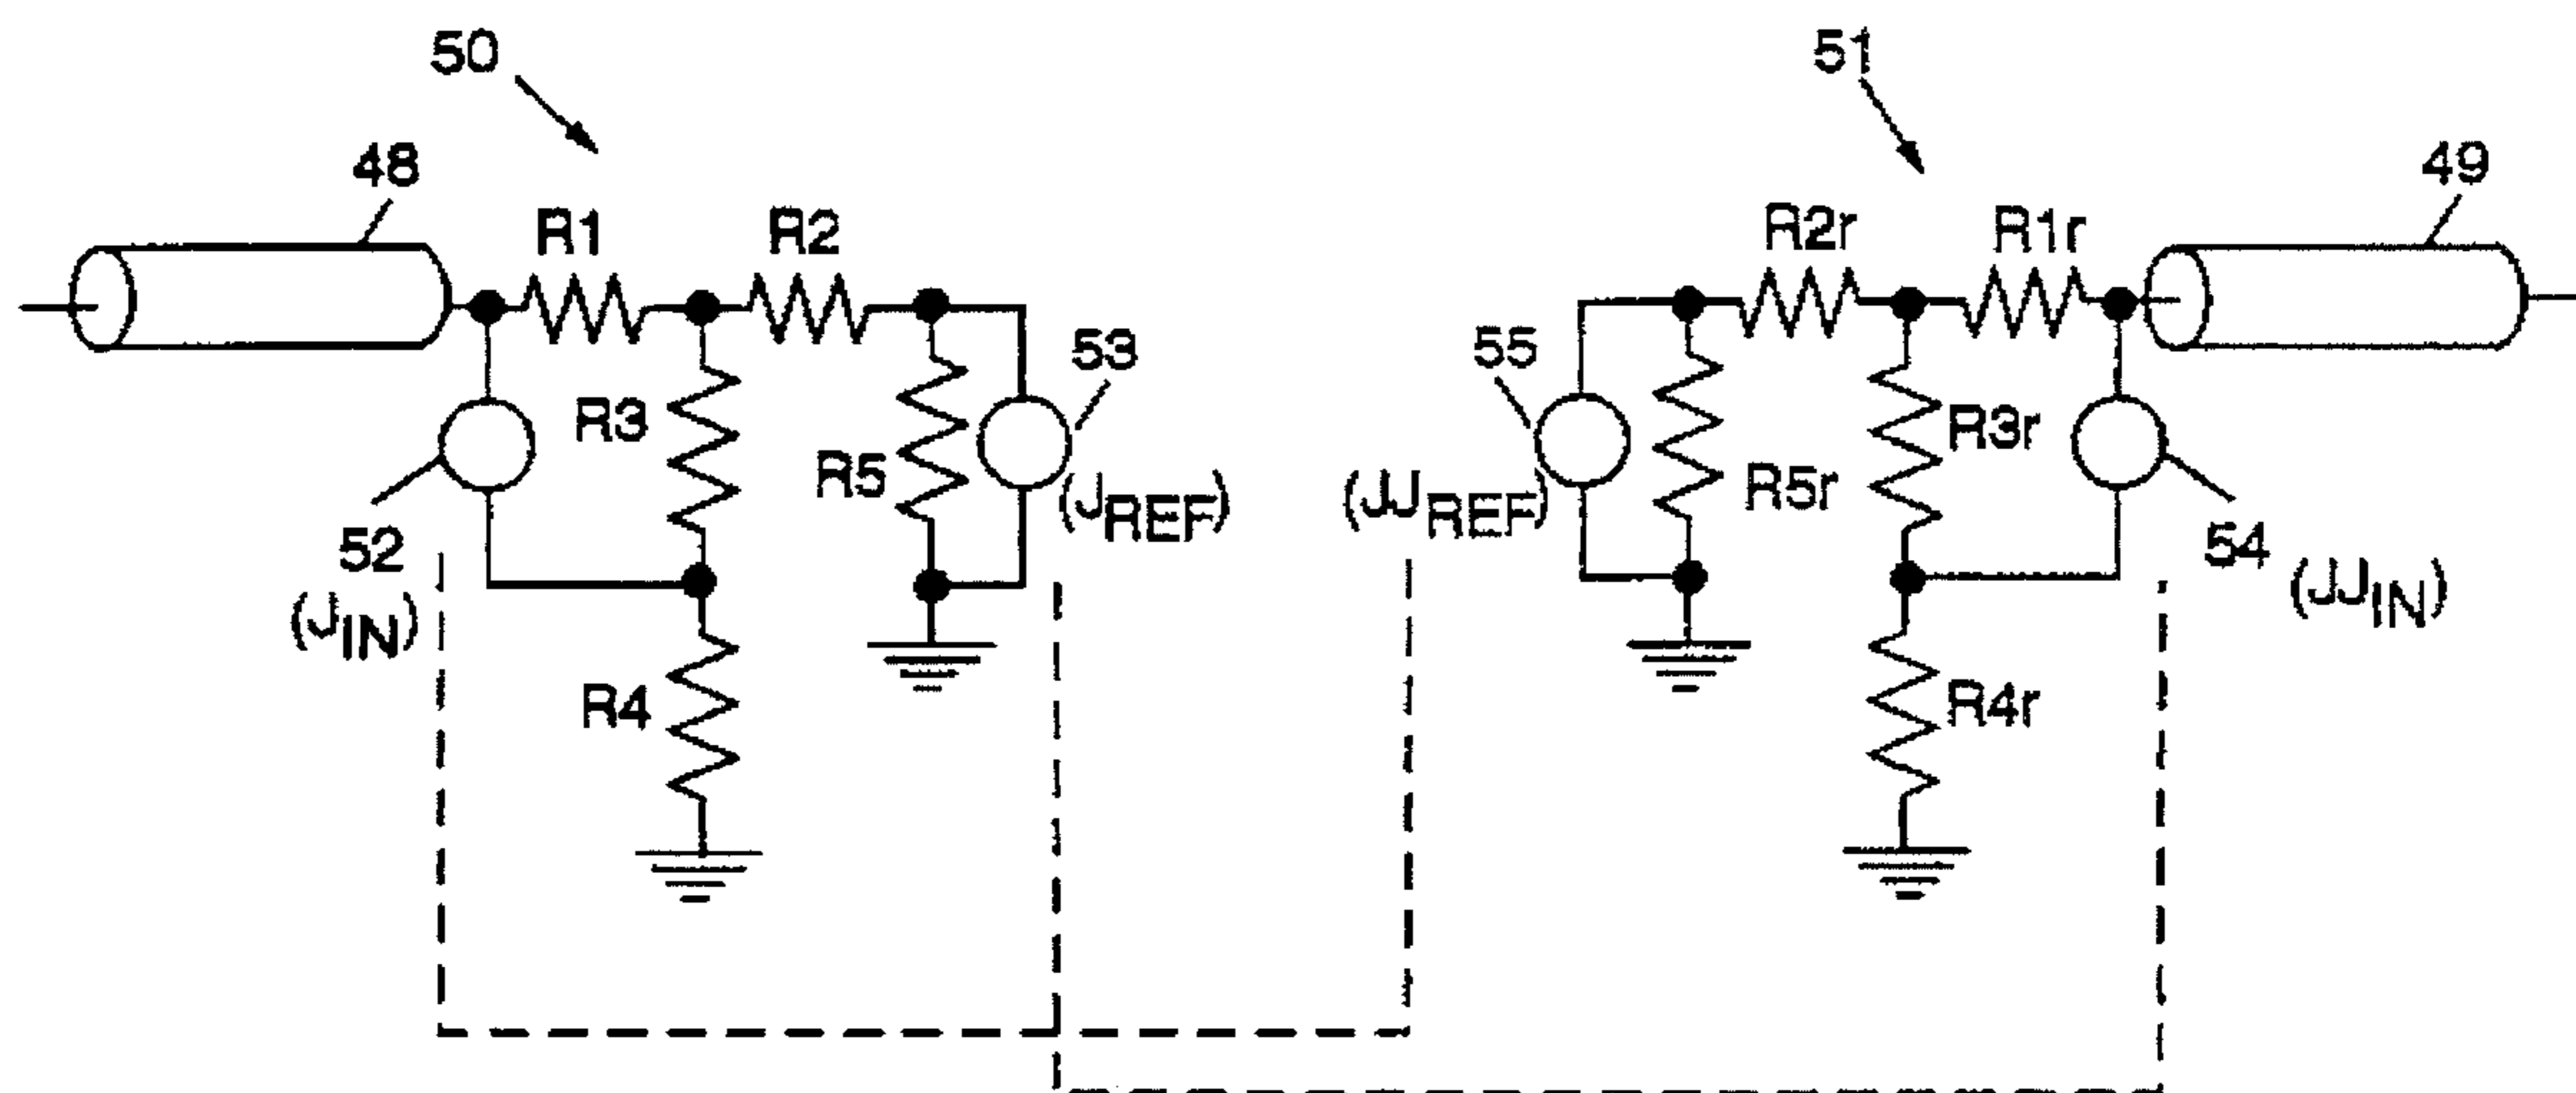 50
51
48
49
R1
R2
R2r
R1r
53
55
R3
R5
R3r
(JREF)
(JJREF)
R5r
52
54
(JIN)
(JJIN)
R4
R4r